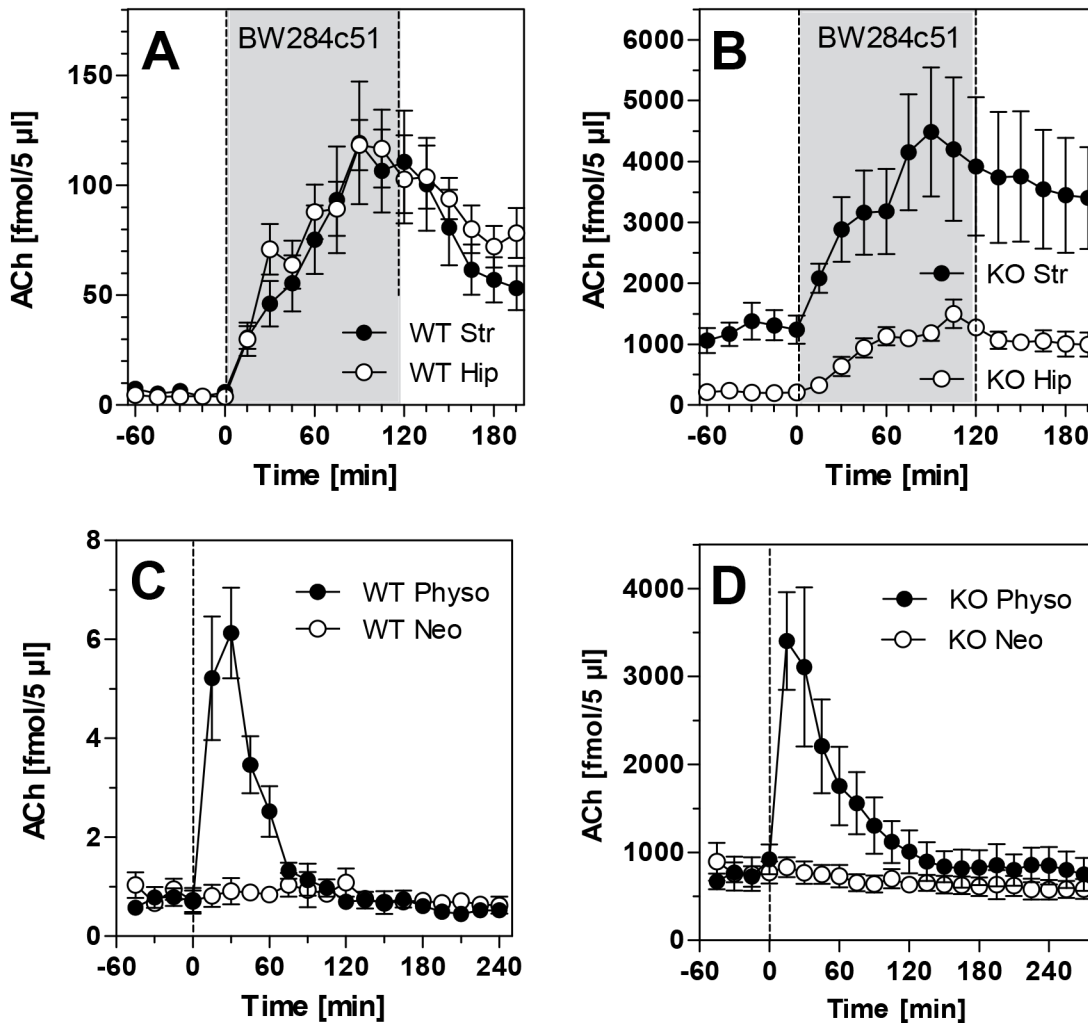 A
BW284c51
ACh [fmol/5 µl]
150
100
50
0
WT Str
WT Hip
-60 0 60 120 180
Time [min]
B
BW284c51
ACh [fmol/5 µl]
6000
5000
4000
3000
2000
1000
0
KO Str
KO Hip
-60 0 60 120 180
Time [min]
C
WT Physo
WT Neo
ACh [fmol/5 µl]
8
6
4
2
0
-60 0 60 120 180 240
Time [min]
D
KO Physo
KO Neo
ACh [fmol/5 µl]
4000
3000
2000
1000
0
-60 0 60 120 180 240
Time [min]